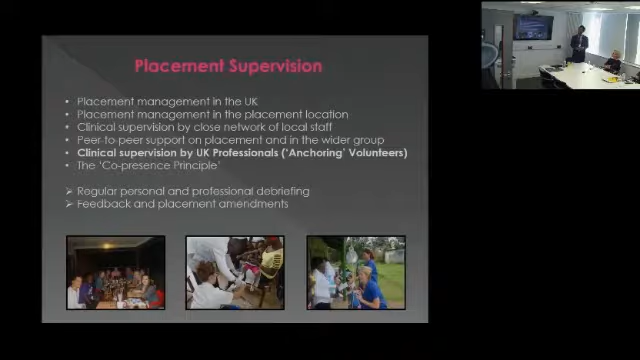 Placement Supervision
• Placement management in the UK
• Placement management in the placement location
• Clinical supervision by close network of local staff
• Peer-to-peer support on placement and in the wider group
• Clinical supervision by UK Professionals (‘Anchoring’ Volunteers)
• The ‘Co-presence Principle’
➢ Regular personal and professional debriefing
➢ Feedback and placement amendments